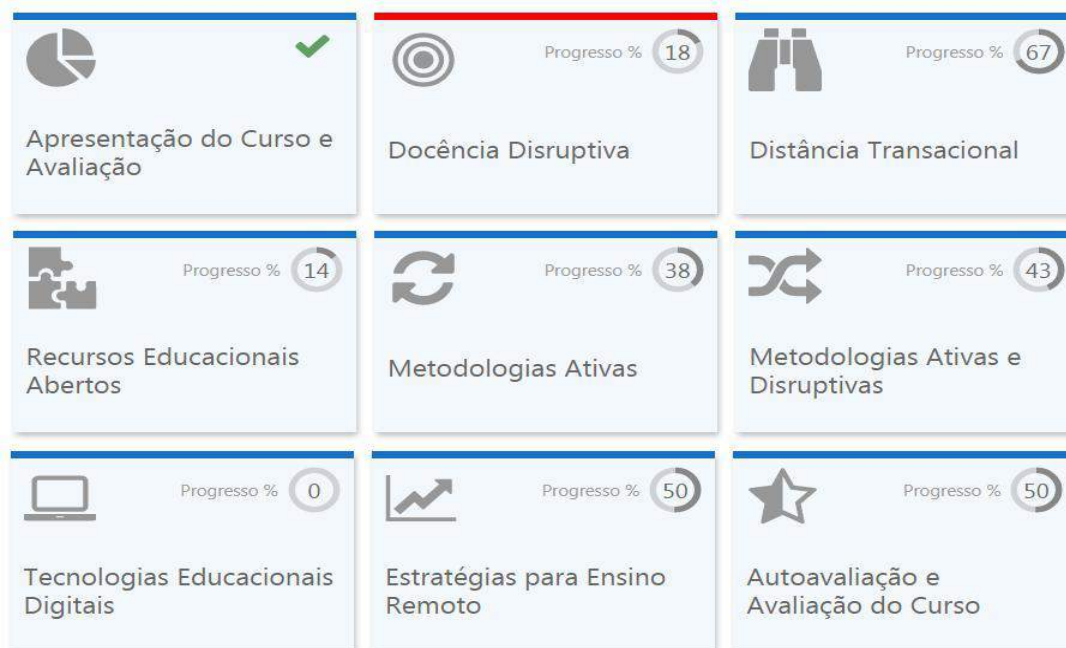 Progresso % 18
Progresso % 67
Apresentação do Curso e
Avaliação
Docência Disruptiva
Distância Transacional
Progresso % 14
Progresso % 38
Progresso % 43
Recursos Educacionais
Abertos
Metodologias Ativas
Metodologias Ativas e
Disruptivas
Progresso % 0
Progresso % 50
Progresso % 50
Tecnologias Educacionais
Digitais
Estratégias para Ensino
Remoto
Autoavaliação e
Avaliação do Curso